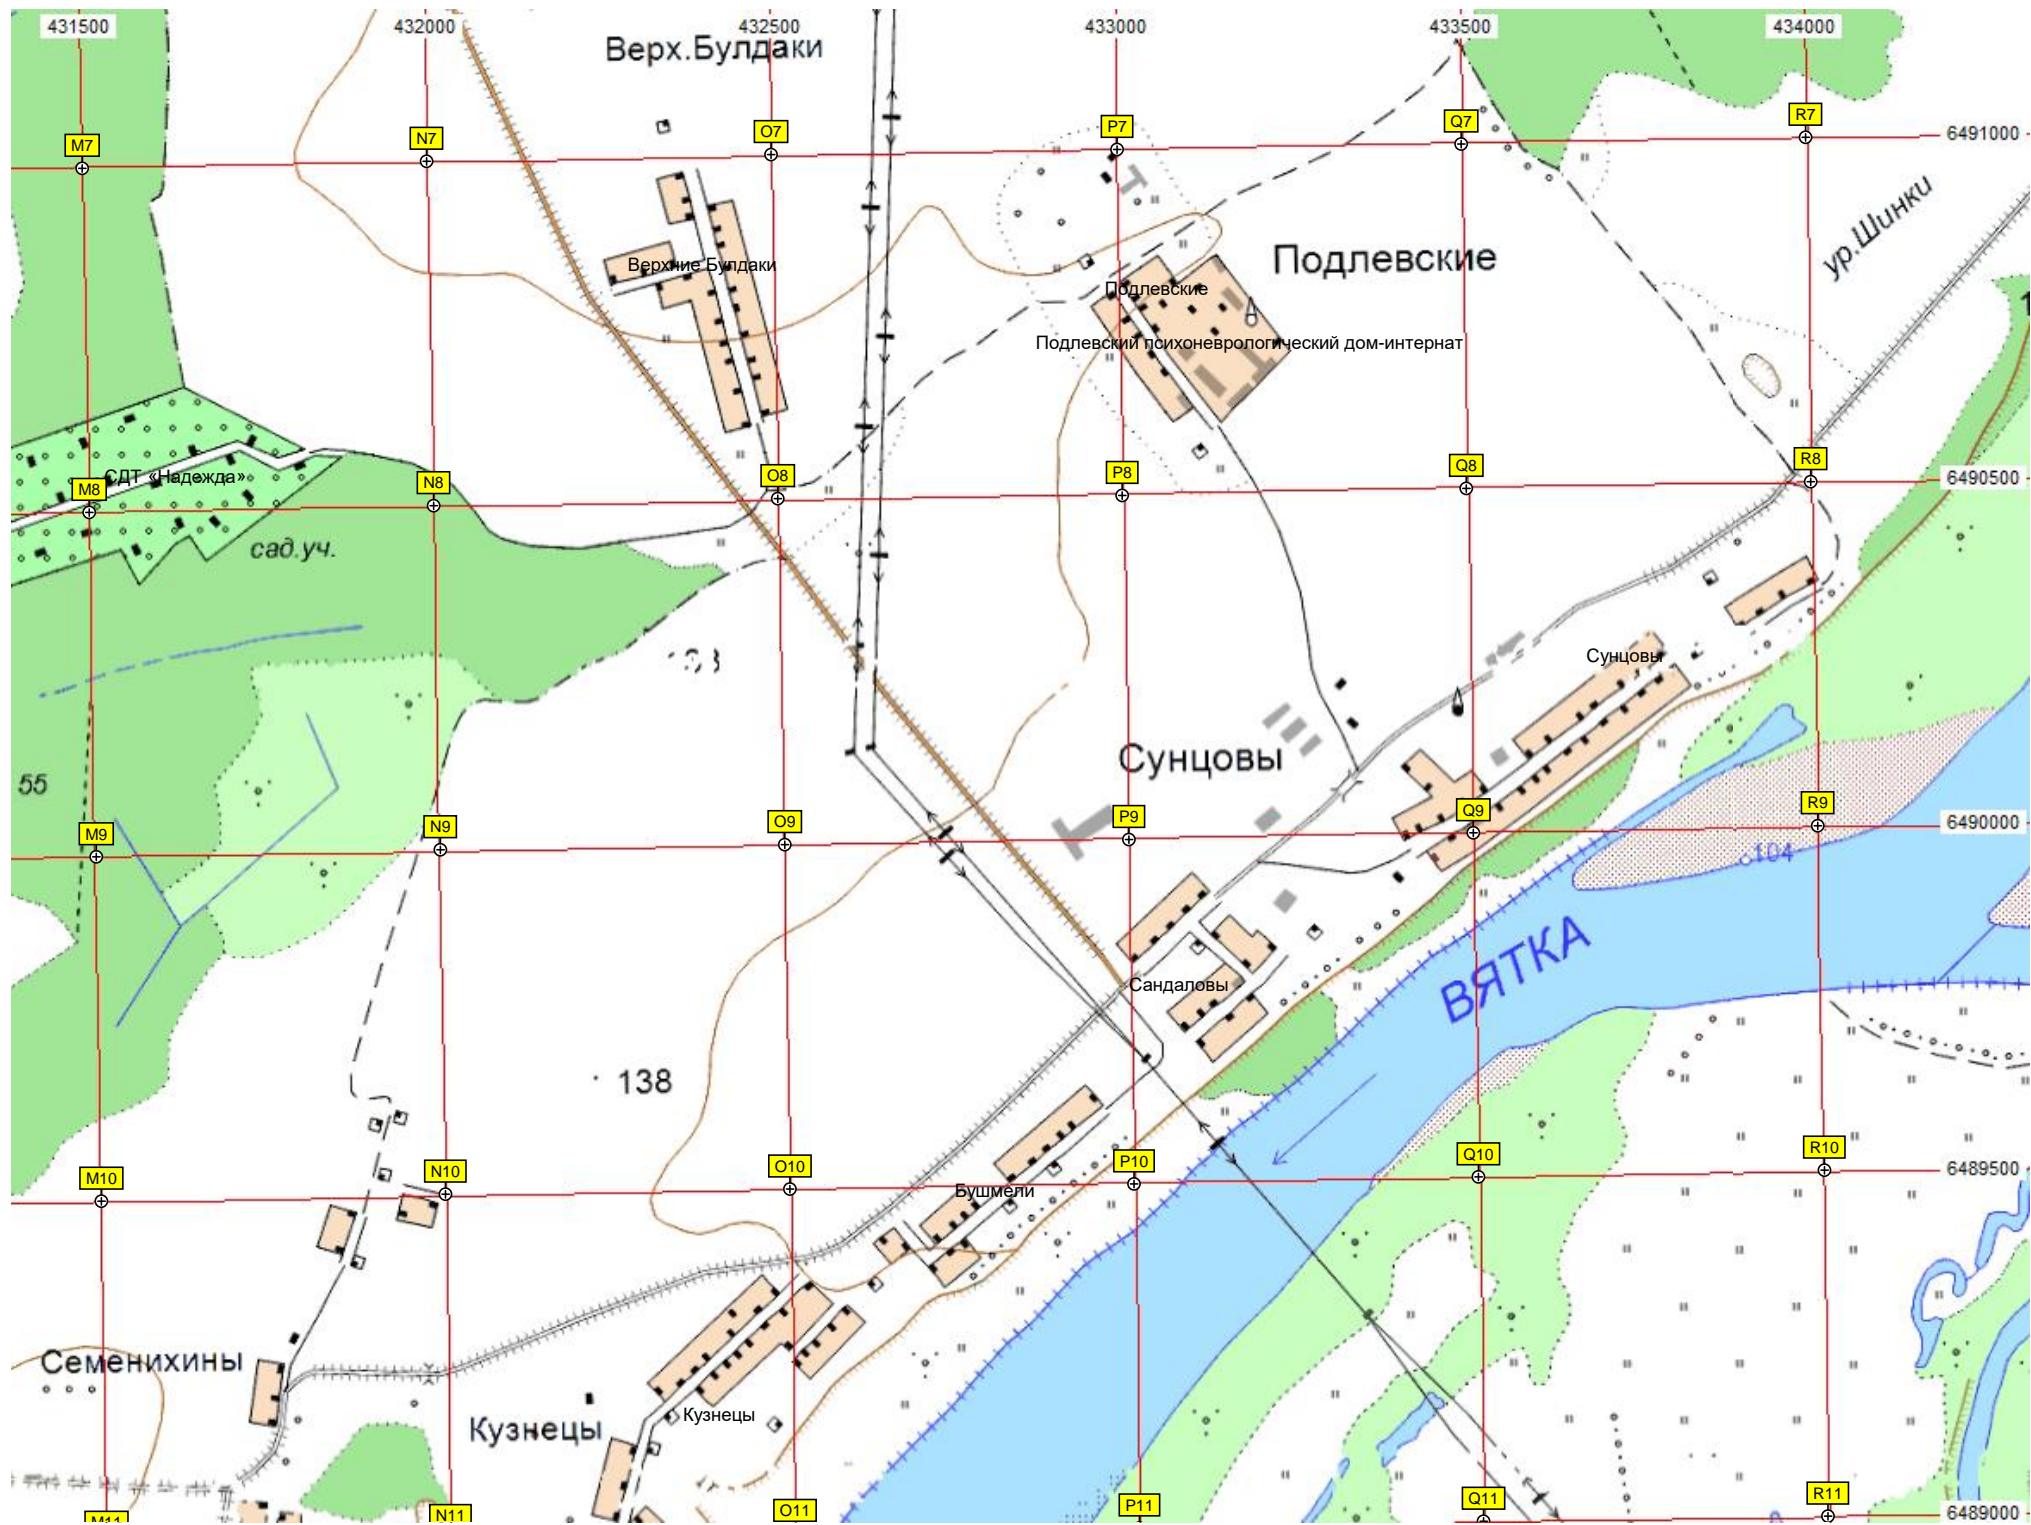 431500 432000 432500 433000 433500 434000
Верх.Булдаки
M7 N7 O7 P7 Q7 R7 6491000
ур.Шинки
Подлевские
Верхние Булдаки
Подлевские
Подлевский психоневрологический дом-интернат
СДТ «Надежда»
M8 N8 O8 P8 Q8 R8 6490500
сад.уч.
Сунцовы
55
Сунцовы
M9 N9 O9 P9 Q9 R9 6490000
104
ВЯТКА
Сандаловы
138
M10 N10 O10 P10 Q10 R10 6489500
Бушмели
Семенихины
Кузнецы
Кузнецы
M11 N11 O11 P11 Q11 R11 6489000